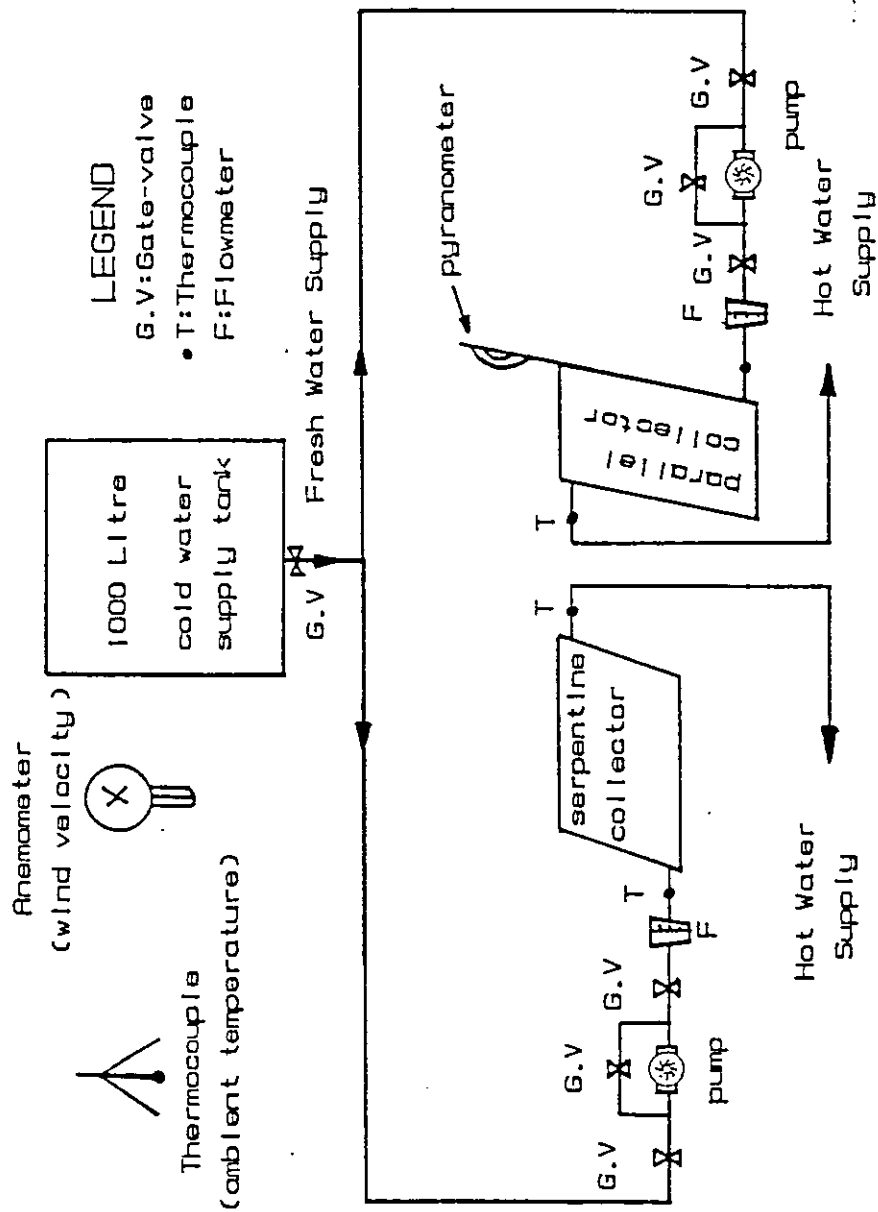 Anemometer
(wind velocity)
Thermocouple
(ambient temperature)
1000 Litre
cold water
supply tank
G.V
Fresh Water Supply
LEGEND
G.V:Gate-valve
• T:Thermocouple
F:Flowmeter
pyranometer
serpentine
collector
T
T
F
G.V
G.V
G.V
pump
Hot Water
Supply
parallel
collector
T
F
G.V
G.V
G.V
pump
Hot Water
Supply